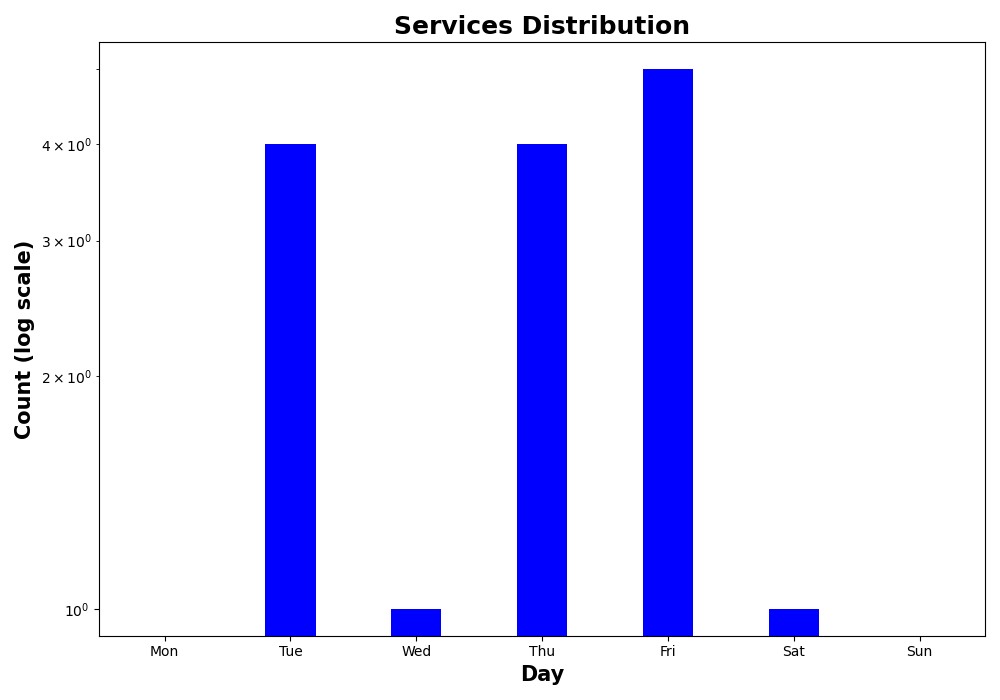 Services Distribution
Count (log scale)
4 × 10⁰
3 × 10⁰
2 × 10⁰
10⁰
Mon Tue Wed Thu Fri Sat Sun
Day